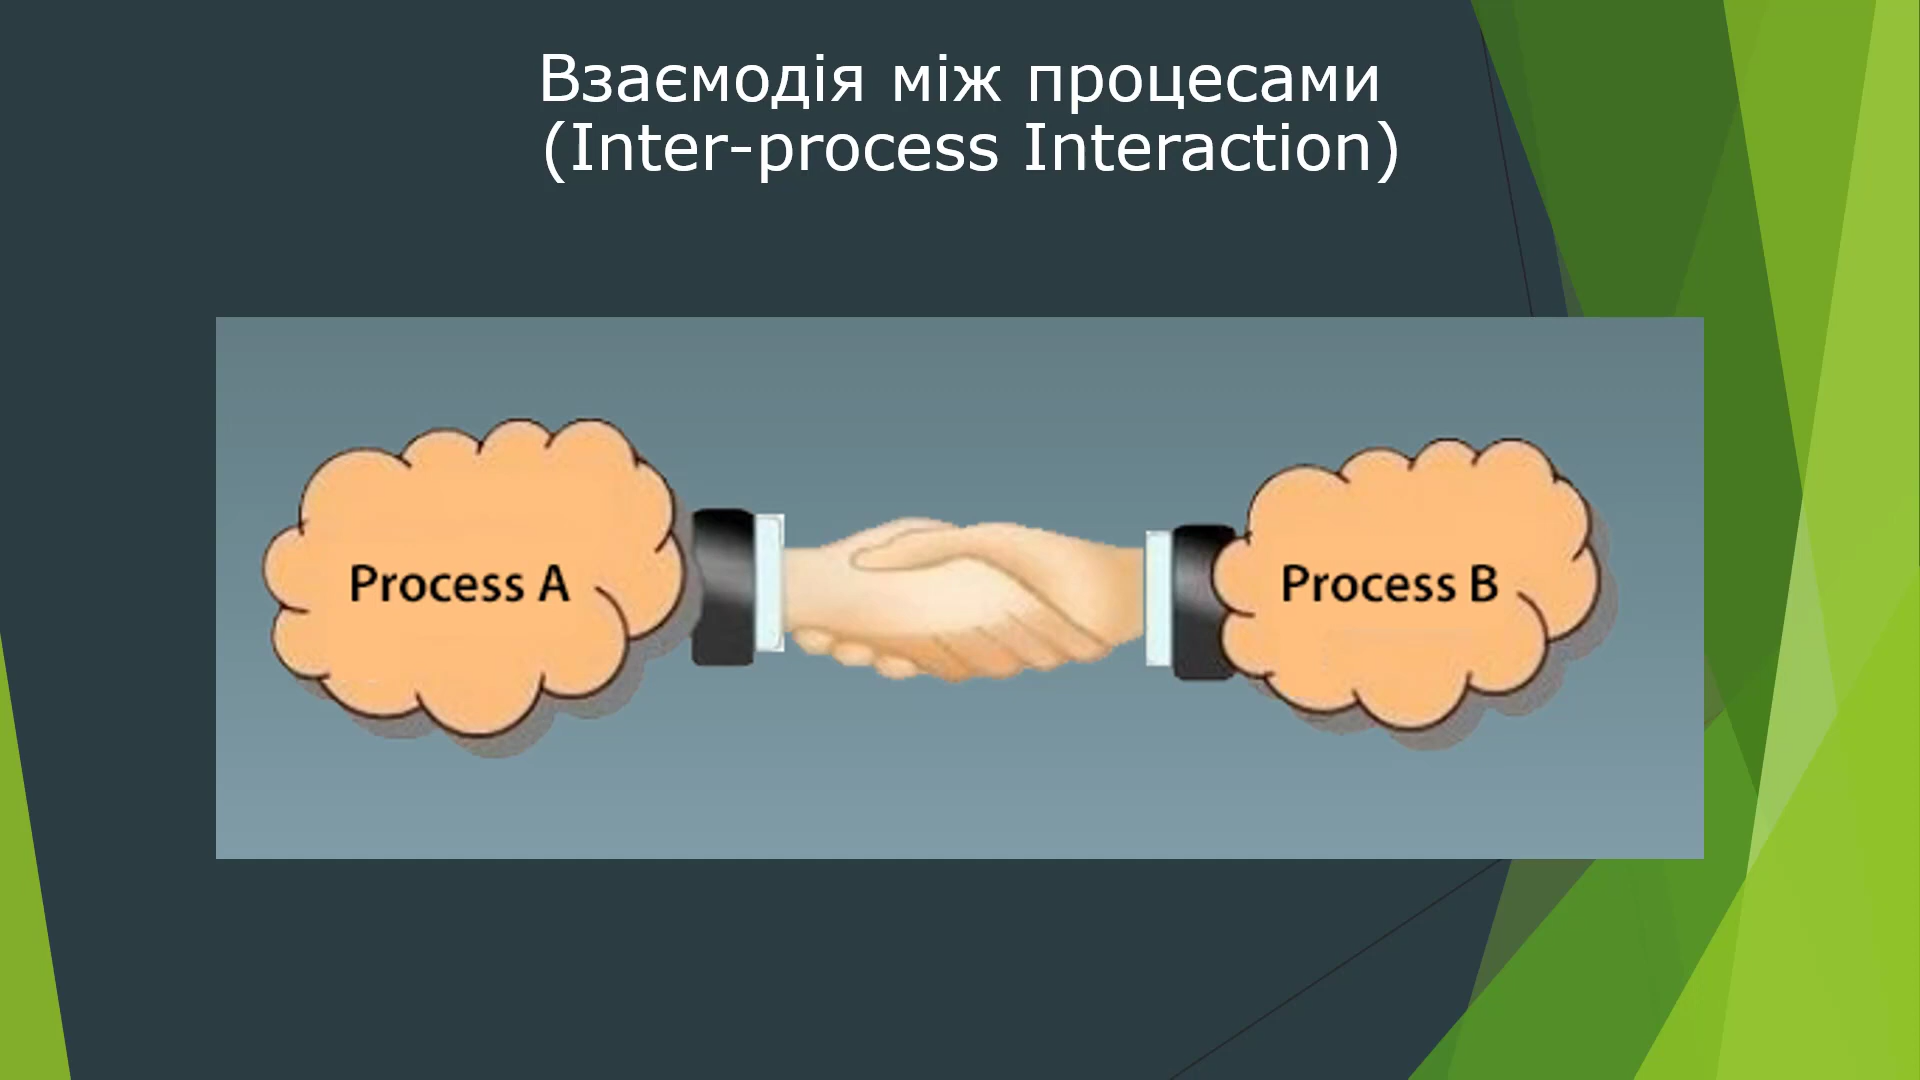 Взаємодія між процесами
(Inter-process Interaction)
Process A
Process B